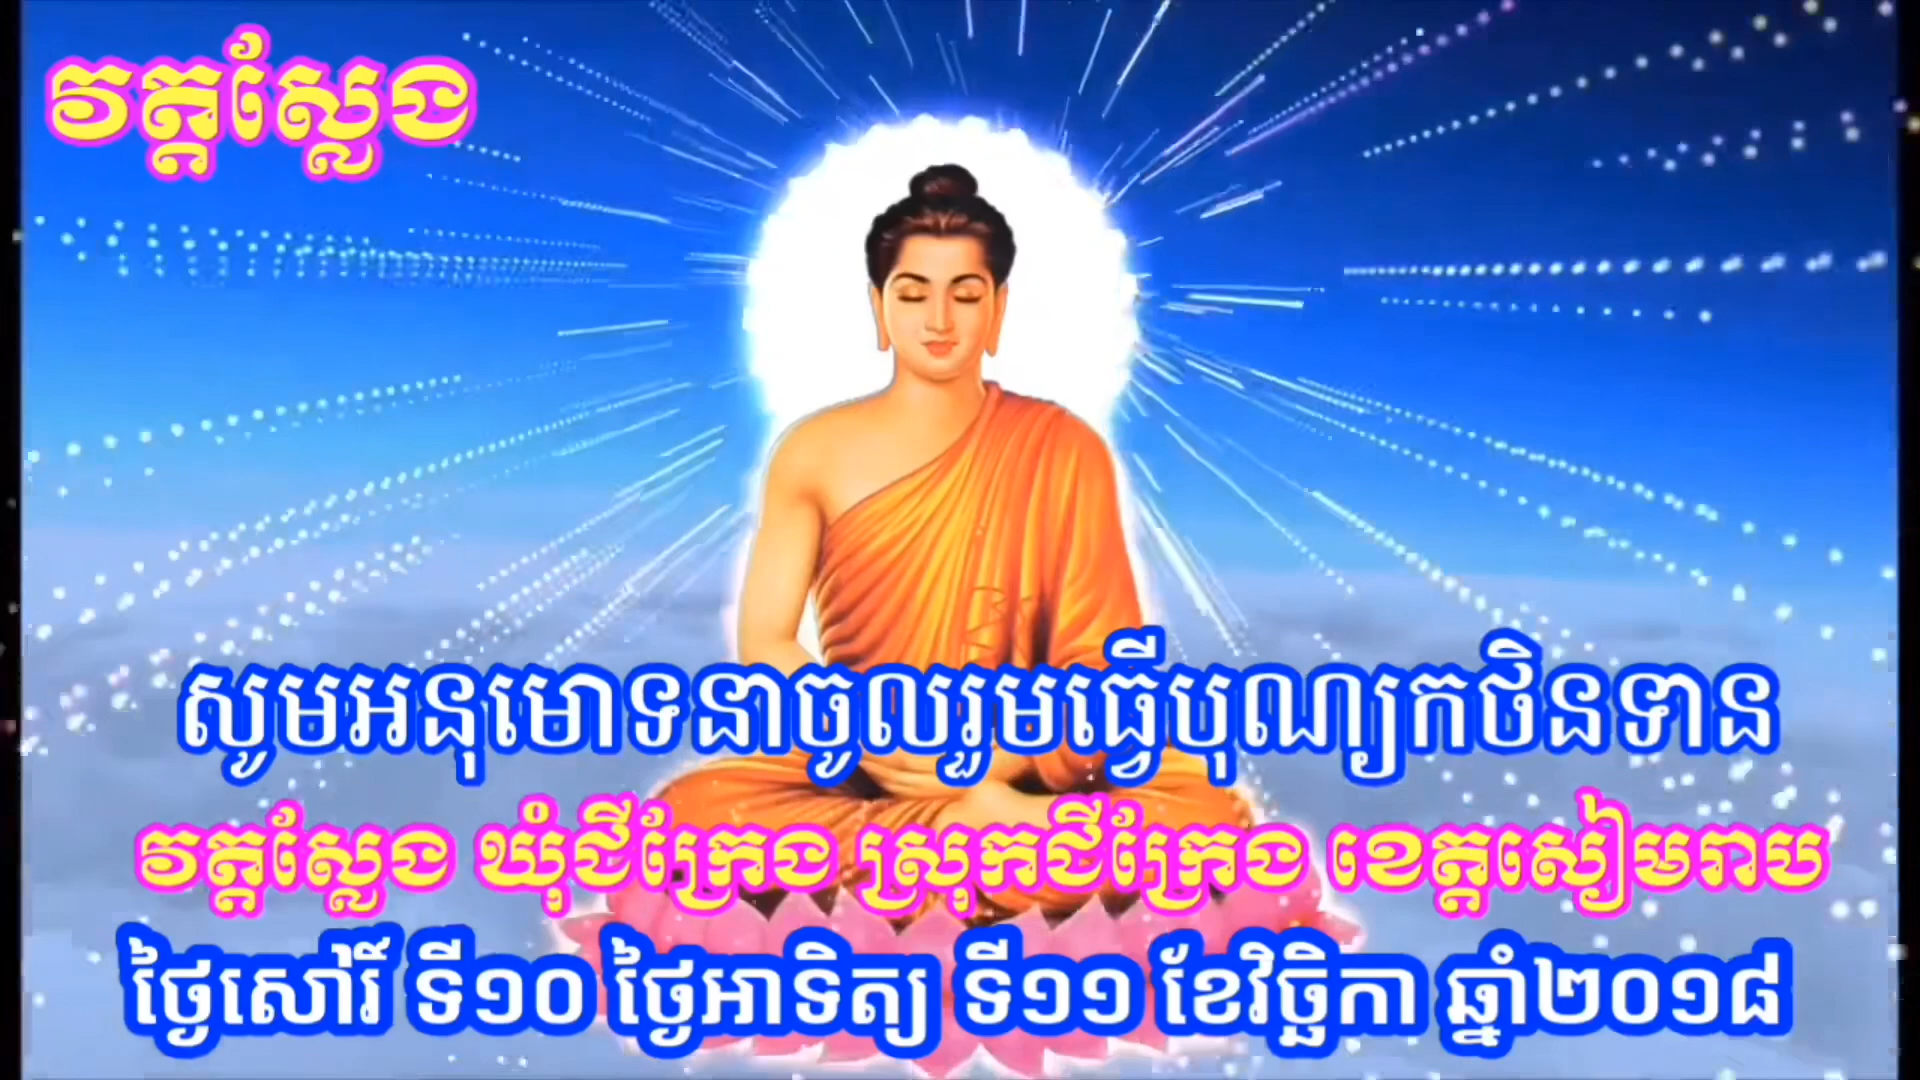 វត្តស្លែង
សូមអនុមោទនាចូលរួមធ្វើបុណ្យកថិនទាន
វត្តស្លែង ឃុំជីក្រែង ស្រុកជីក្រែង ខេត្តសៀមរាប
ថ្ងៃសៅរ៍ ទី១០ ថ្ងៃអាទិត្យ ទី១១ ខែវិច្ឆិកា ឆ្នាំ២០១៨